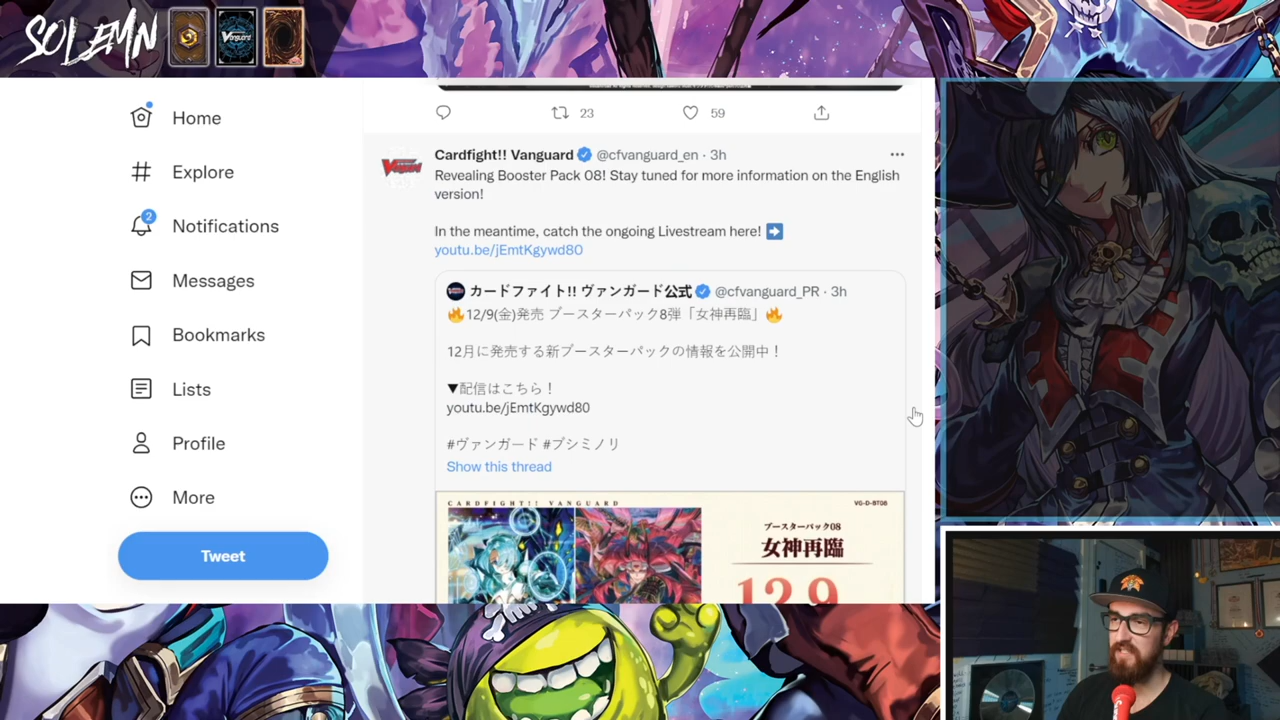 SOLEMN
VANGUARD
23
59
Home
Explore
2
Notifications
Messages
Bookmarks
Lists
Profile
More
Tweet
Cardfight!! Vanguard @cfvanguard_en · 3h
Revealing Booster Pack 08! Stay tuned for more information on the English
version!
In the meantime, catch the ongoing Livestream here! ➡
youtu.be/jEmtKgywd80
カードファイト!! ヴァンガード公式 @cfvanguard_PR · 3h
🔥12/9(金)発売 ブースターパック8弾「女神再臨」🔥
12月に発売する新ブースターパックの情報を公開中！
▼配信はこちら！
youtu.be/jEmtKgywd80
#ヴァンガード #ブシミノリ
Show this thread
CARDFIGHT!! VANGUARD
VG-D-BT08
ブースターパック08
女神再臨
12.9